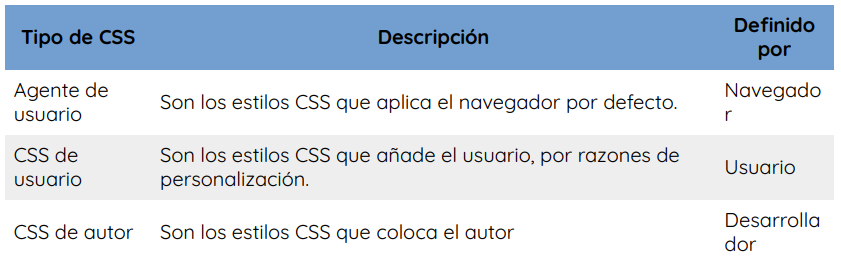 Tipo de CSS
Descripción
Definido
por
Agente de
usuario
Son los estilos CSS que aplica el navegador por defecto.
Navegado
r
CSS de
usuario
Son los estilos CSS que añade el usuario, por razones de
personalización.
Usuario
CSS de autor
Son los estilos CSS que coloca el autor
Desarrolla
dor